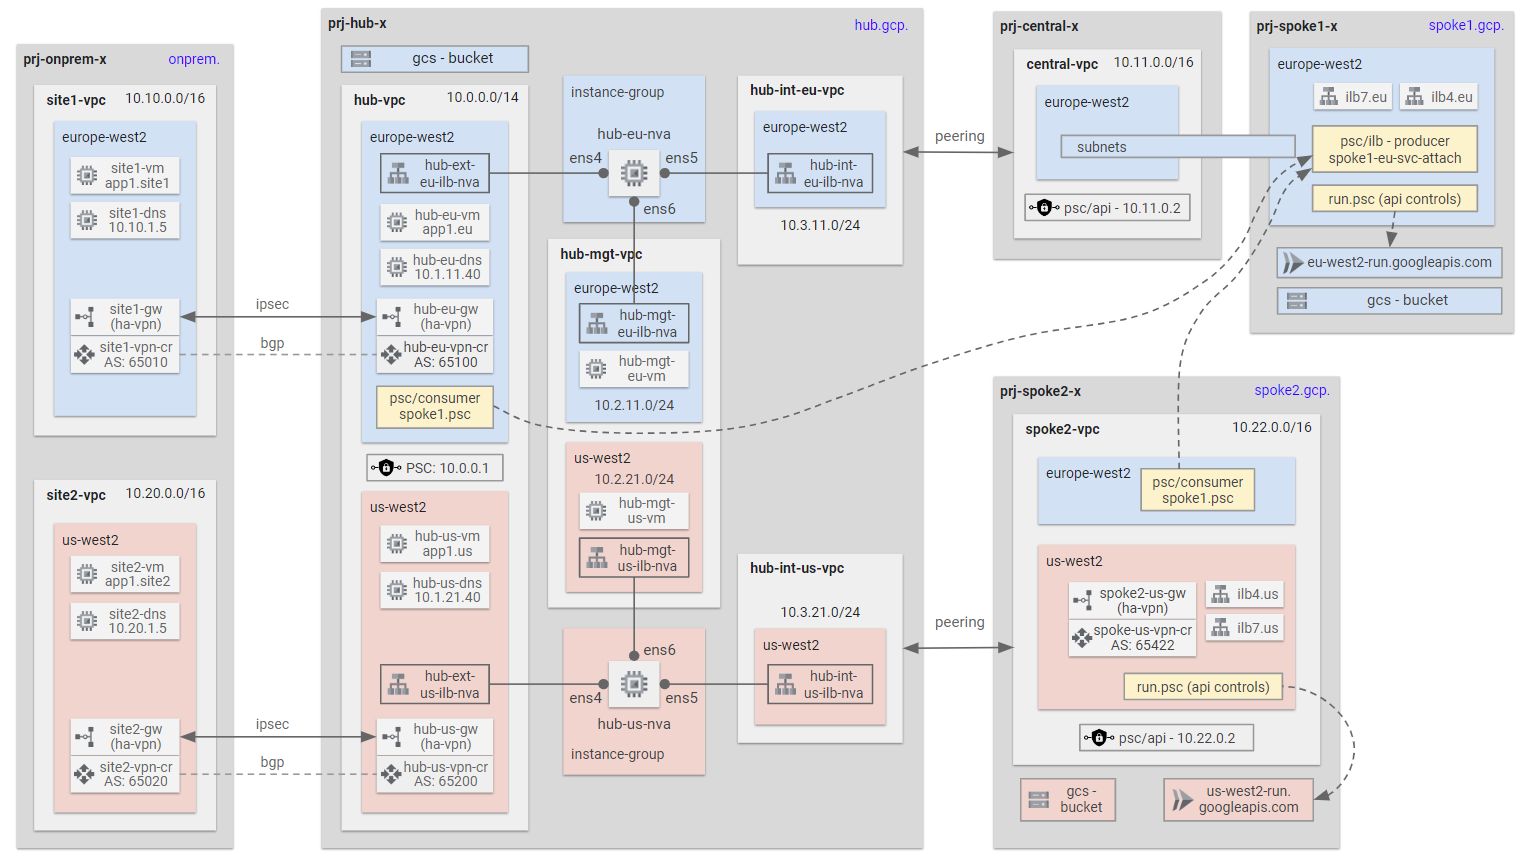 prj-onprem-x
onprem.
site1-vpc
10.10.0.0/16
europe-west2
site1-vm
app1.site1
site1-dns
10.10.1.5
site1-gw
(ha-vpn)
site1-vpn-cr
AS: 65010
site2-vpc
10.20.0.0/16
us-west2
site2-vm
app1.site2
site2-dns
10.20.1.5
site2-gw
(ha-vpn)
site2-vpn-cr
AS: 65020
ipsec
bgp
ipsec
bgp
prj-hub-x
hub.gcp.
gcs - bucket
hub-vpc
10.0.0.0/14
europe-west2
hub-ext-
eu-ilb-nva
hub-eu-vm
app1.eu
hub-eu-dns
10.1.11.40
hub-eu-gw
(ha-vpn)
hub-eu-vpn-cr
AS: 65100
psc/consumer
spoke1.psc
PSC: 10.0.0.1
us-west2
hub-us-vm
app1.us
hub-us-dns
10.1.21.40
hub-ext-
us-ilb-nva
hub-us-gw
(ha-vpn)
hub-us-vpn-cr
AS: 65200
instance-group
hub-eu-nva
ens4
ens5
ens6
hub-mgt-vpc
europe-west2
hub-mgt-
eu-ilb-nva
hub-mgt-
eu-vm
10.2.11.0/24
us-west2
10.2.21.0/24
hub-mgt-
us-vm
hub-mgt-
us-ilb-nva
ens6
ens4
ens5
hub-us-nva
instance-group
hub-int-eu-vpc
europe-west2
hub-int-
eu-ilb-nva
10.3.11.0/24
hub-int-us-vpc
10.3.21.0/24
us-west2
hub-int-
us-ilb-nva
peering
peering
prj-central-x
central-vpc
10.11.0.0/16
europe-west2
subnets
psc/api - 10.11.0.2
prj-spoke1-x
spoke1.gcp.
europe-west2
ilb7.eu
ilb4.eu
psc/ilb - producer
spoke1-eu-svc-attach
run.psc (api controls)
eu-west2-run.googleapis.com
gcs - bucket
prj-spoke2-x
spoke2.gcp.
spoke2-vpc
10.22.0.0/16
europe-west2
psc/consumer
spoke1.psc
us-west2
spoke2-us-gw
(ha-vpn)
spoke-us-vpn-cr
AS: 65422
ilb4.us
ilb7.us
run.psc (api controls)
psc/api - 10.22.0.2
gcs -
bucket
us-west2-run.
googleapis.com